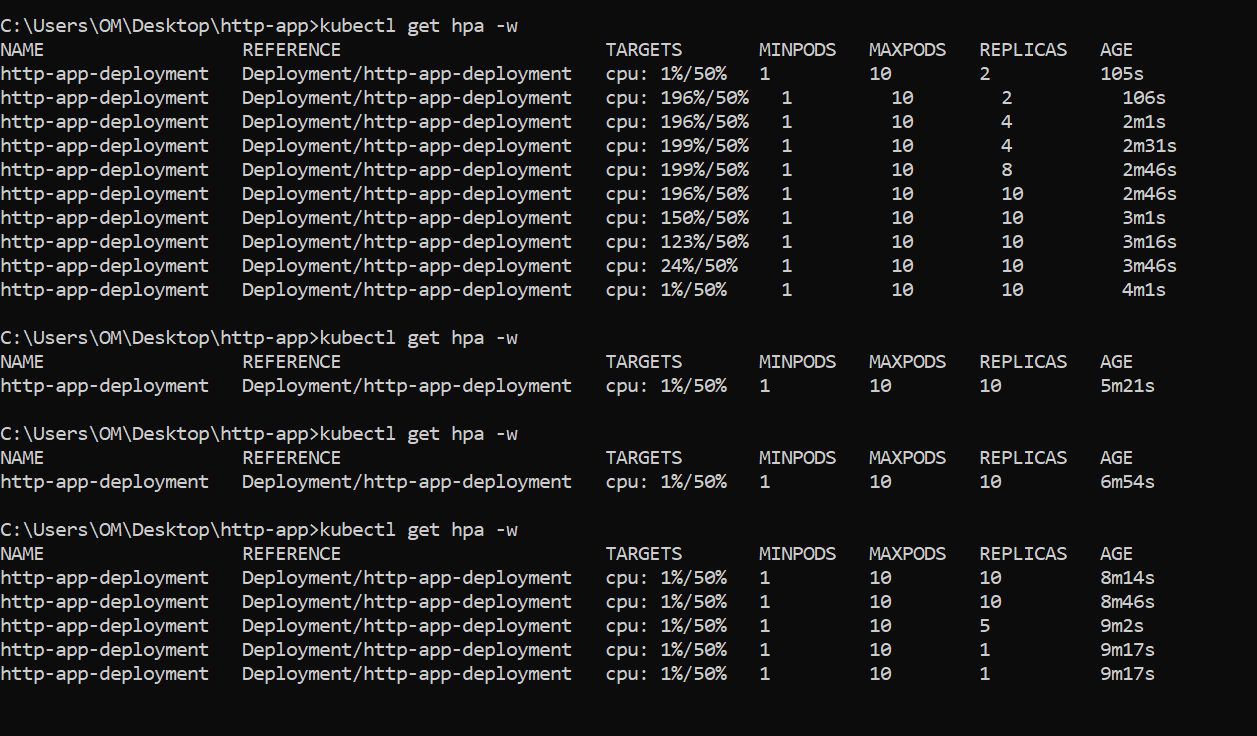 C:\Users\OM\Desktop\http-app>kubectl get hpa -w
NAME                  REFERENCE                        TARGETS       MINPODS   MAXPODS   REPLICAS   AGE
http-app-deployment   Deployment/http-app-deployment   cpu: 1%/50%   1         10        2          105s
http-app-deployment   Deployment/http-app-deployment   cpu: 196%/50%   1         10        2          106s
http-app-deployment   Deployment/http-app-deployment   cpu: 196%/50%   1         10        4          2m1s
http-app-deployment   Deployment/http-app-deployment   cpu: 199%/50%   1         10        4          2m31s
http-app-deployment   Deployment/http-app-deployment   cpu: 199%/50%   1         10        8          2m46s
http-app-deployment   Deployment/http-app-deployment   cpu: 196%/50%   1         10        10         2m46s
http-app-deployment   Deployment/http-app-deployment   cpu: 150%/50%   1         10        10         3m1s
http-app-deployment   Deployment/http-app-deployment   cpu: 123%/50%   1         10        10         3m16s
http-app-deployment   Deployment/http-app-deployment   cpu: 24%/50%    1         10        10         3m46s
http-app-deployment   Deployment/http-app-deployment   cpu: 1%/50%     1         10        10         4m1s
C:\Users\OM\Desktop\http-app>kubectl get hpa -w
NAME                  REFERENCE                        TARGETS       MINPODS   MAXPODS   REPLICAS   AGE
http-app-deployment   Deployment/http-app-deployment   cpu: 1%/50%   1         10        10         5m21s
C:\Users\OM\Desktop\http-app>kubectl get hpa -w
NAME                  REFERENCE                        TARGETS       MINPODS   MAXPODS   REPLICAS   AGE
http-app-deployment   Deployment/http-app-deployment   cpu: 1%/50%   1         10        10         6m54s
C:\Users\OM\Desktop\http-app>kubectl get hpa -w
NAME                  REFERENCE                        TARGETS       MINPODS   MAXPODS   REPLICAS   AGE
http-app-deployment   Deployment/http-app-deployment   cpu: 1%/50%   1         10        10         8m14s
http-app-deployment   Deployment/http-app-deployment   cpu: 1%/50%   1         10        10         8m46s
http-app-deployment   Deployment/http-app-deployment   cpu: 1%/50%   1         10        5          9m2s
http-app-deployment   Deployment/http-app-deployment   cpu: 1%/50%   1         10        1          9m17s
http-app-deployment   Deployment/http-app-deployment   cpu: 1%/50%   1         10        1          9m17s